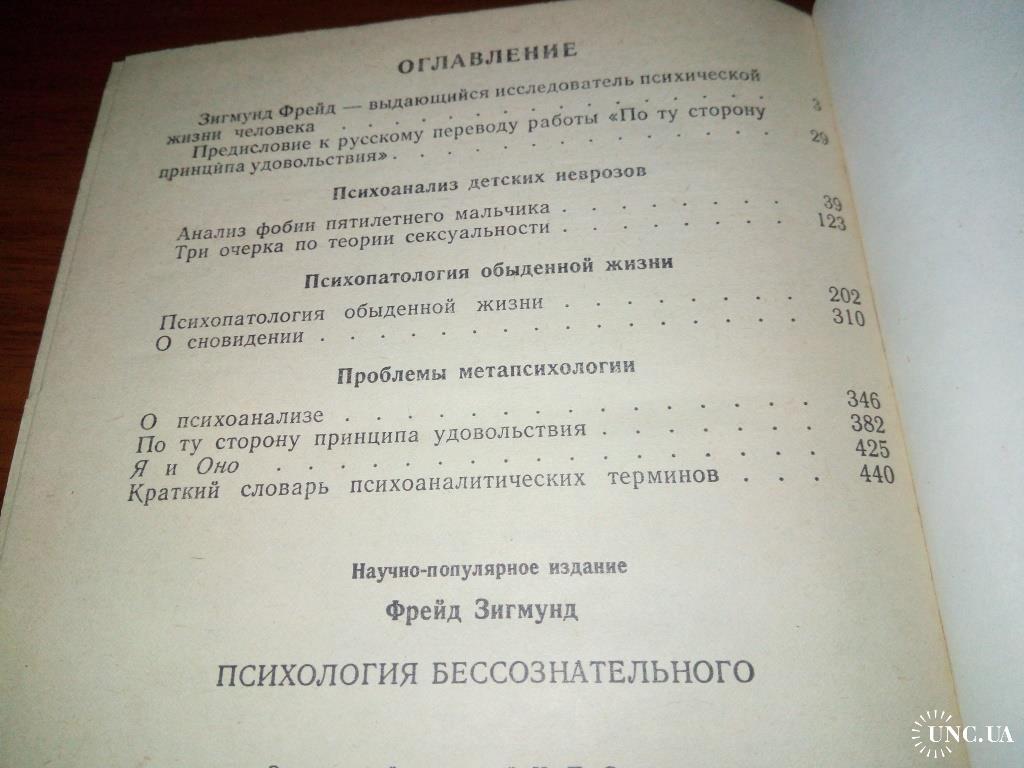 ОГЛАВЛЕНИЕ
Зигмунд Фрейд — выдающийся исследователь психической
жизни человека . . . . . . . . . . . . . 3
Предисловие к русскому переводу работы «По ту сторону
принципа удовольствия» . . . . . . . . . . . 29
Психоанализ детских неврозов
Анализ фобии пятилетнего мальчика . . . . . . . . 39
Три очерка по теории сексуальности . . . . . . . . 123
Психопатология обыденной жизни
Психопатология обыденной жизни . . . . . . . . 202
О сновидении . . . . . . . . . . . . . . . . 310
Проблемы метапсихологии
О психоанализе . . . . . . . . . . . . . . . 346
По ту сторону принципа удовольствия . . . . . . . 382
Я и Оно . . . . . . . . . . . . . . . . . 425
Краткий словарь психоаналитических терминов . . . 440
Научно-популярное издание
Фрейд Зигмунд
ПСИХОЛОГИЯ БЕССОЗНАТЕЛЬНОГО
UNC.UA